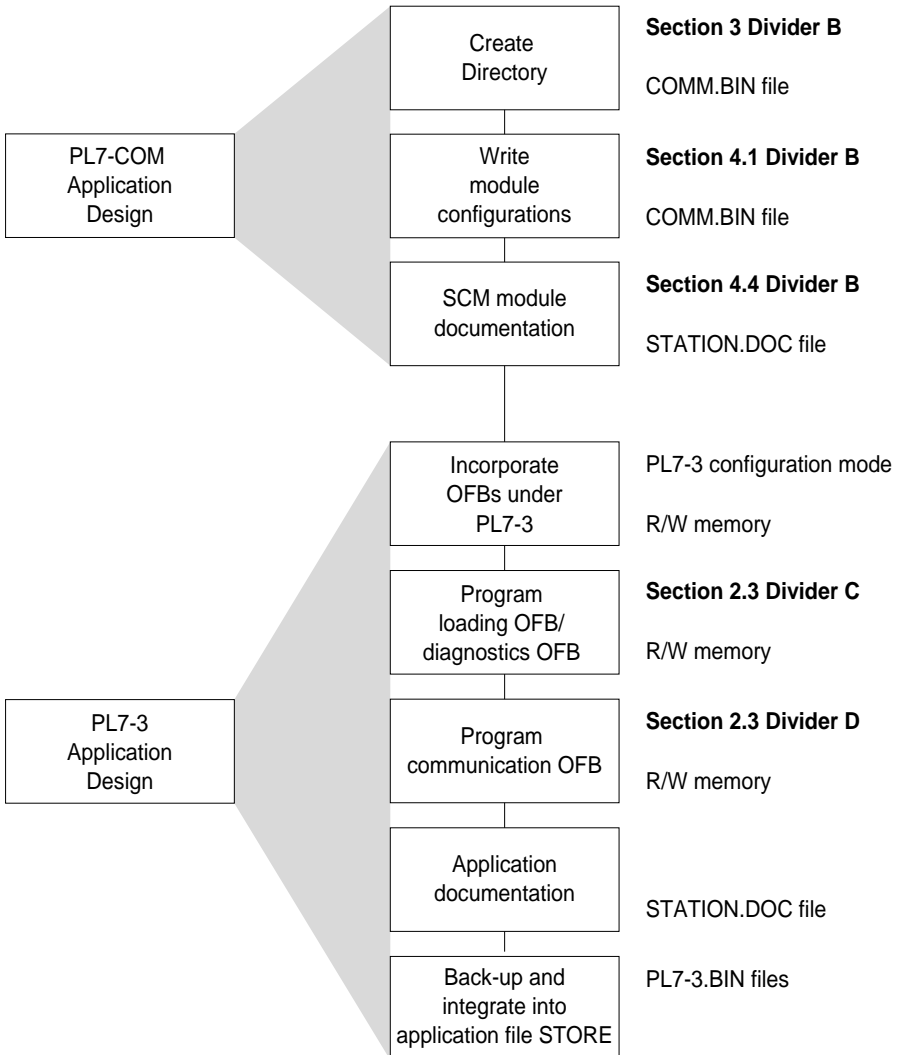 Create
Directory
Section 3 Divider B
COMM.BIN file
PL7-COM
Application
Design
Write
module
configurations
Section 4.1 Divider B
COMM.BIN file
SCM module
documentation
Section 4.4 Divider B
STATION.DOC file
Incorporate
OFBs under
PL7-3
PL7-3 configuration mode
R/W memory
Program
loading OFB/
diagnostics OFB
Section 2.3 Divider C
R/W memory
PL7-3
Application
Design
Program
communication OFB
Section 2.3 Divider D
R/W memory
Application
documentation
STATION.DOC file
Back-up and
integrate into
application file STORE
PL7-3.BIN files